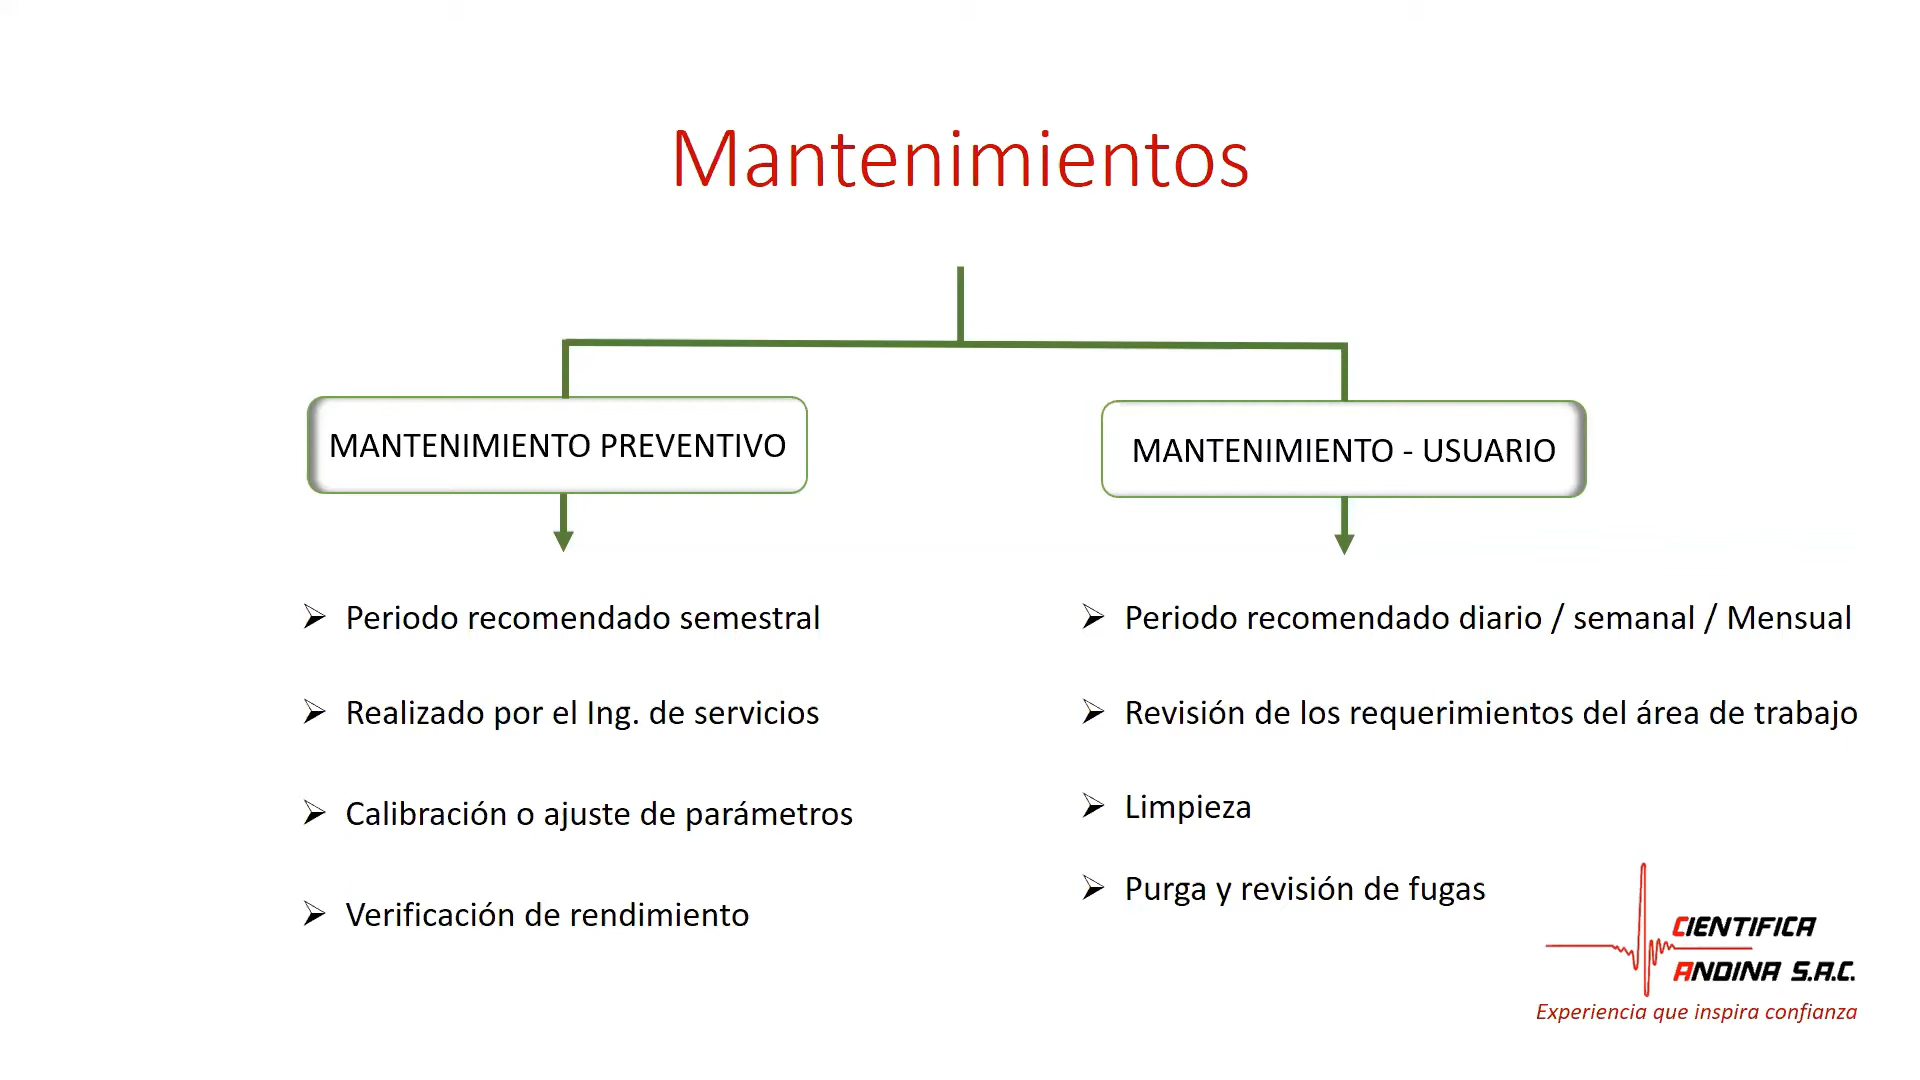 Mantenimientos
MANTENIMIENTO PREVENTIVO
➢ Periodo recomendado semestral
➢ Realizado por el Ing. de servicios
➢ Calibración o ajuste de parámetros
➢ Verificación de rendimiento
MANTENIMIENTO - USUARIO
➢ Periodo recomendado diario / semanal / Mensual
➢ Revisión de los requerimientos del área de trabajo
➢ Limpieza
➢ Purga y revisión de fugas
CIENTIFICA
ANDINA S.A.C.
Experiencia que inspira confianza